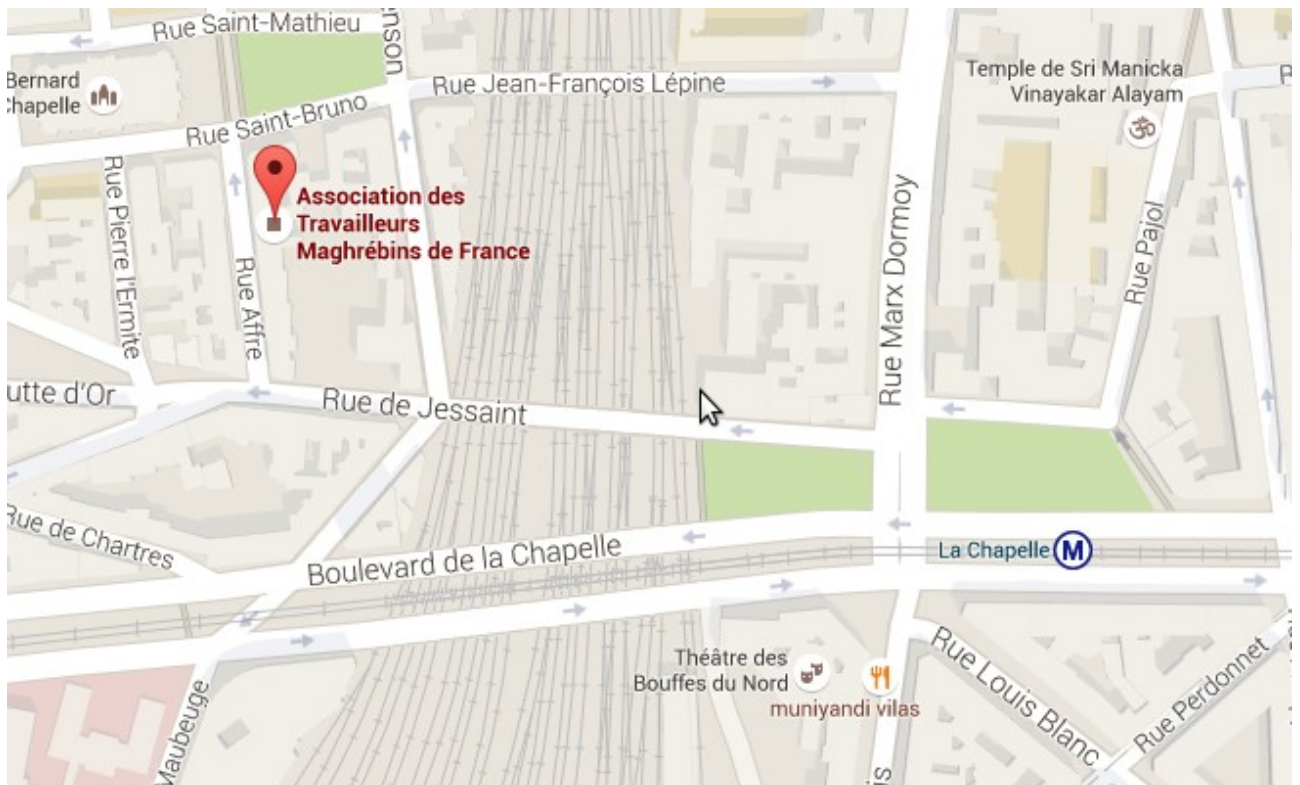 Rue Saint-Mathieu
Bernard
Chapelle
Rue Saint-Bruno
Rue Jean-François Lépine
Temple de Sri Manicka
Vinayakar Alayam
Rue Pierre l'Ermite
Rue Affre
Association des
Travailleurs
Maghrébins de France
Rue Marx Dormoy
Rue Pajol
utte d'Or
Rue de Jessaint
Rue de Chartres
Boulevard de la Chapelle
La Chapelle M
Théâtre des
Bouffes du Nord
muniyandi vilas
Rue Louis Blanc
Rue Perdonnet
Maubeuge